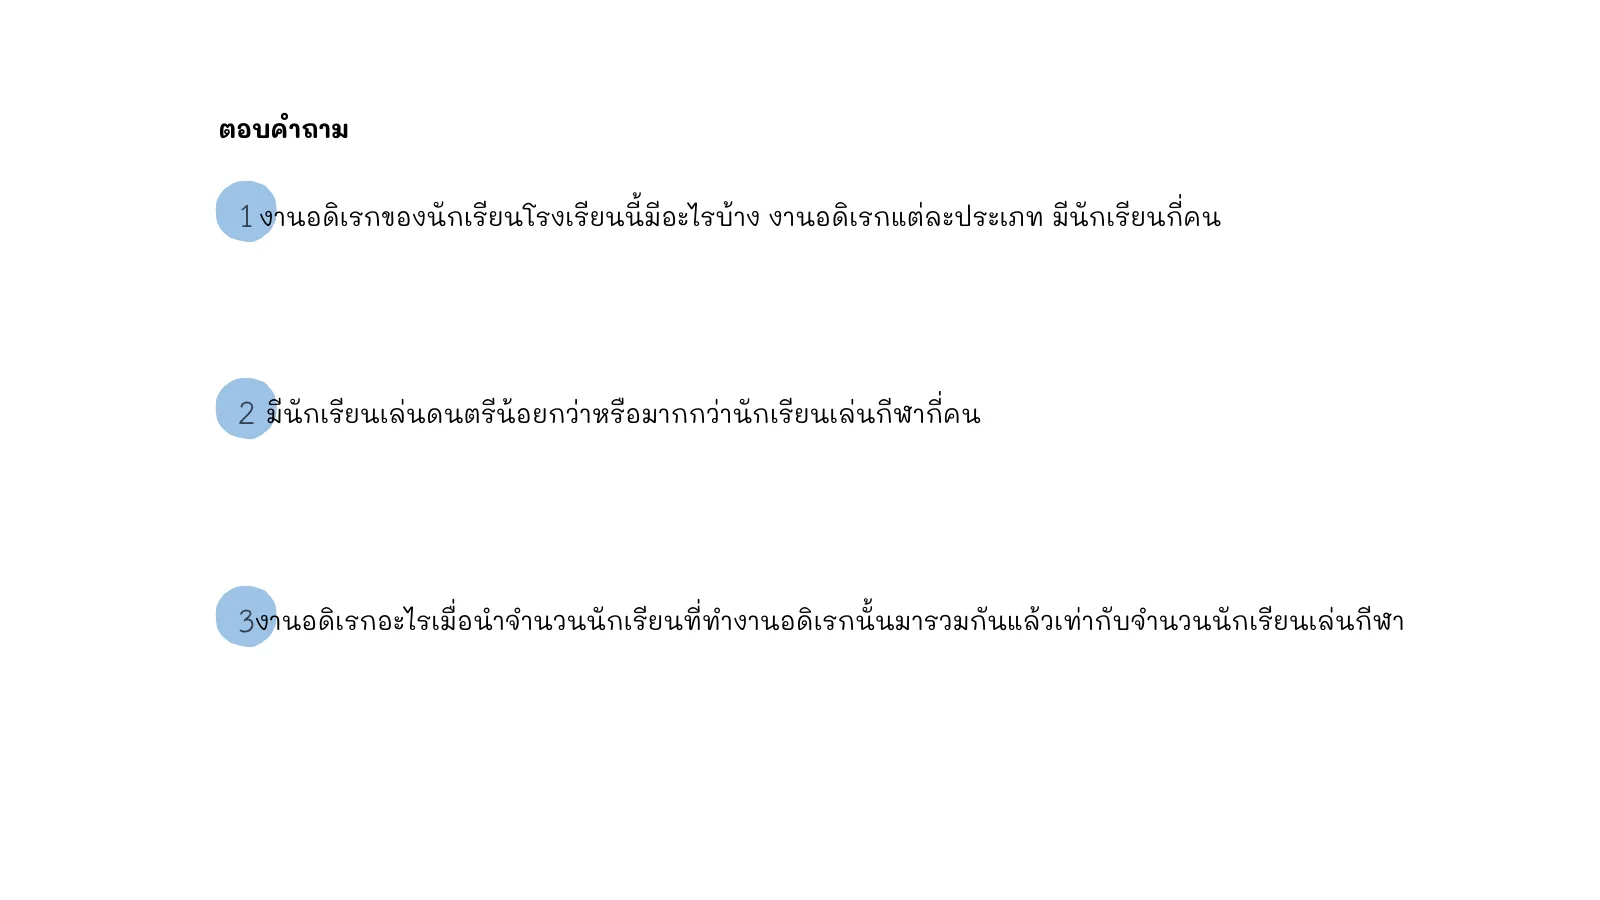 ตอบคำถาม
1 งานอดิเรกของนักเรียนโรงเรียนนี้มีอะไรบ้าง งานอดิเรกแต่ละประเภท มีนักเรียนกี่คน
2 มีนักเรียนเล่นดนตรีน้อยกว่าหรือมากกว่านักเรียนเล่นกีฬากี่คน
3งานอดิเรกอะไรเมื่อนำจำนวนนักเรียนที่ทำงานอดิเรกนั้นมารวมกันแล้วเท่ากับจำนวนนักเรียนเล่นกีฬา